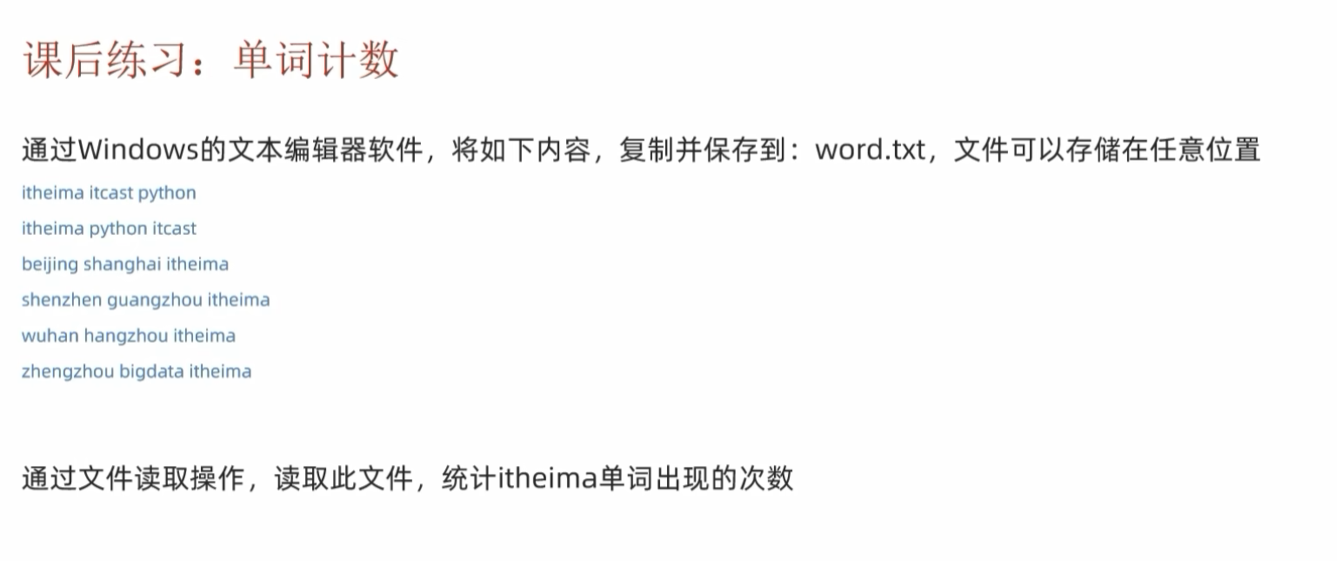 课后练习：单词计数
通过Windows的文本编辑器软件，将如下内容，复制并保存到：word.txt，文件可以存储在任意位置
itheima itcast python
itheima python itcast
beijing shanghai itheima
shenzhen guangzhou itheima
wuhan hangzhou itheima
zhengzhou bigdata itheima
通过文件读取操作，读取此文件，统计itheima单词出现的次数